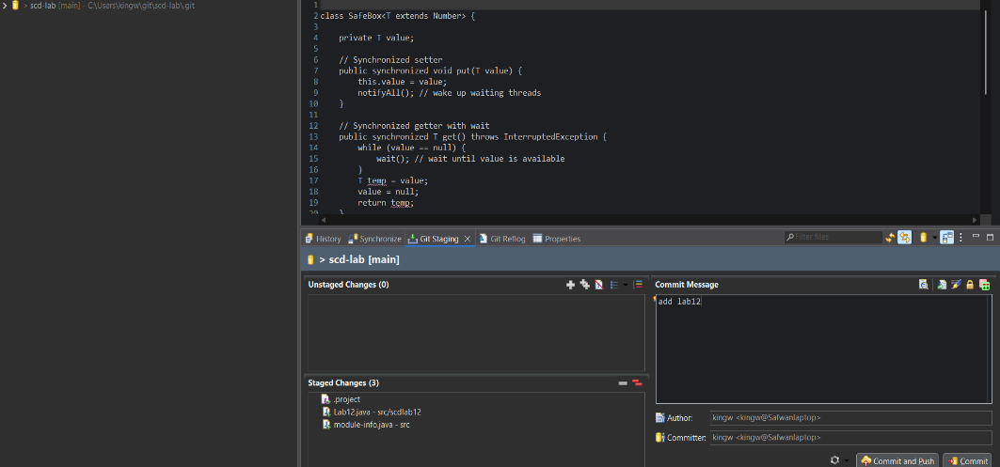 > scd-lab [main] - C:\Users\kingw\git\scd-lab\.git
1
2 class SafeBox<T extends Number> {
3
4     private T value;
5
6     // Synchronized setter
7     public synchronized void put(T value) {
8         this.value = value;
9         notifyAll(); // wake up waiting threads
10     }
11
12     // Synchronized getter with wait
13     public synchronized T get() throws InterruptedException {
14         while (value == null) {
15             wait(); // wait until value is available
16         }
17         T temp = value;
18         value = null;
19         return temp;
20     }
History Synchronize Git Staging Git Reflog Properties Filter files
> scd-lab [main]
Unstaged Changes (0)
Staged Changes (3)
.project
Lab12.java - src/scdlab12
module-info.java - src
Commit Message
add lab12
Author: kingw <kingw@Safwanlaptop>
Committer: kingw <kingw@Safwanlaptop>
Commit and Push Commit